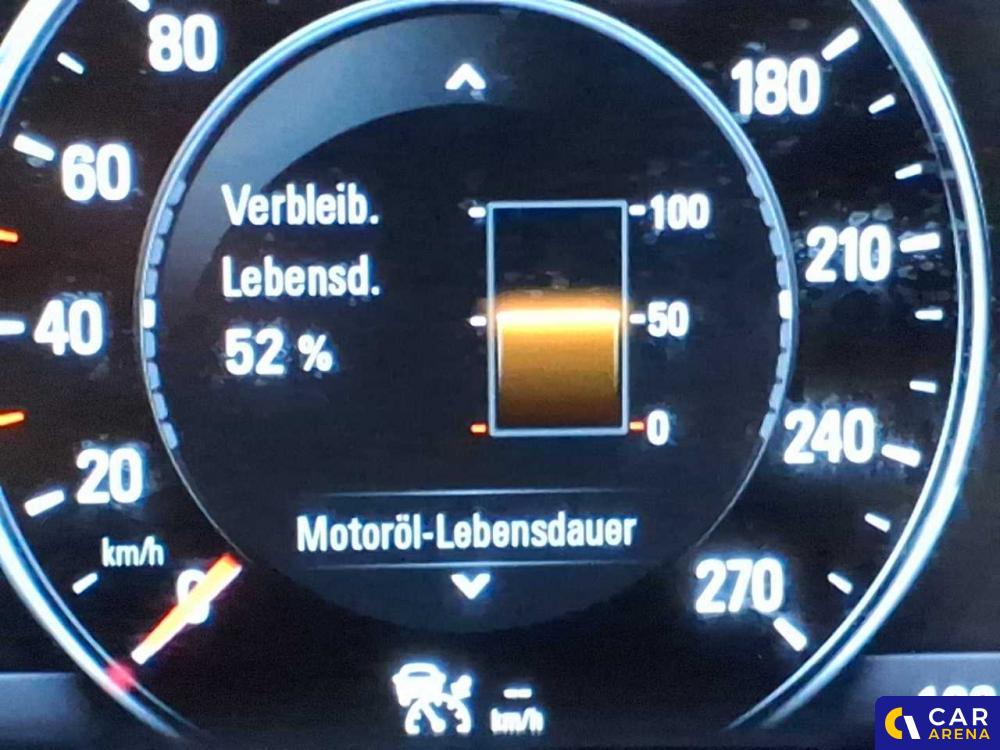 80
180
60
Verbleib.
100
210
Lebensd.
40
50
52 %
0
240
20
Motoröl-Lebensdauer
km/h
0
270
--
km/h
CAR
ARENA